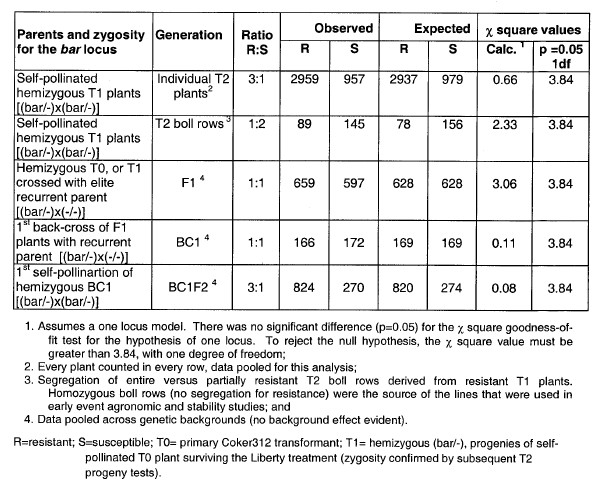 Parents and zygosity for the bar locus | Generation | Ratio R:S | Observed | Expected | χ square values
R | S | R | S | Calc. 1 | p =0.05 1df
Self-pollinated hemizygous T1 plants [(bar/-)x(bar/-)] | Individual T2 plants2 | 3:1 | 2959 | 957 | 2937 | 979 | 0.66 | 3.84
Self-pollinated hemizygous T1 plants [(bar/-)x(bar/-)] | T2 boll rows 3 | 1:2 | 89 | 145 | 78 | 156 | 2.33 | 3.84
Hemizygous T0, or T1 crossed with elite recurrent parent [(bar/-)x(-/-)] | F1 4 | 1:1 | 659 | 597 | 628 | 628 | 3.06 | 3.84
1st back-cross of F1 plants with recurrent parent [(bar/-)x(-/-)] | BC1 4 | 1:1 | 166 | 172 | 169 | 169 | 0.11 | 3.84
1st self-pollinartion of hemizygous BC1 [(bar/-)x(bar/-)] | BC1F2 4 | 3:1 | 824 | 270 | 820 | 274 | 0.08 | 3.84
1. Assumes a one locus model. There was no significant difference (p=0.05) for the χ square goodness-of-
fit test for the hypothesis of one locus. To reject the null hypothesis, the χ square value must be
greater than 3.84, with one degree of freedom;
2. Every plant counted in every row, data pooled for this analysis;
3. Segregation of entire versus partially resistant T2 boll rows derived from resistant T1 plants.
Homozygous boll rows (no segregation for resistance) were the source of the lines that were used in
early event agronomic and stability studies; and
4. Data pooled across genetic backgrounds (no background effect evident).
R=resistant; S=susceptible; T0= primary Coker312 transformant; T1= hemizygous (bar/-), progenies of self-
pollinated T0 plant surviving the Liberty treatment (zygosity confirmed by subsequent T2
progeny tests).